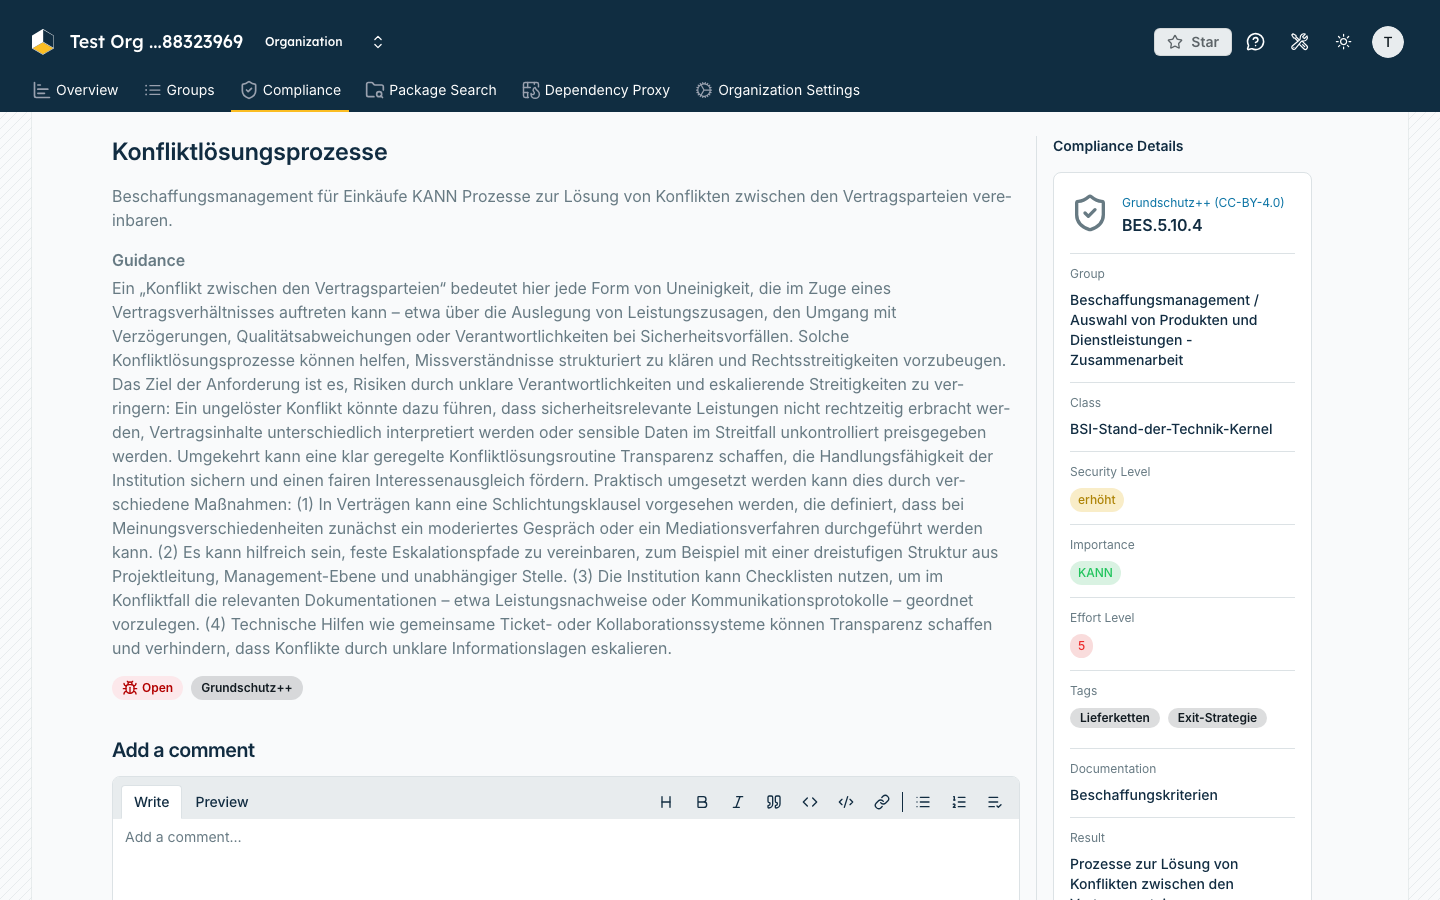 Test Org ...88323969
Organization
Star
T
Overview
Groups
Compliance
Package Search
Dependency Proxy
Organization Settings
Konfliktlösungsprozesse
Beschaffungsmanagement für Einkäufe KANN Prozesse zur Lösung von Konflikten zwischen den Vertragsparteien vere-
inbaren.
Guidance
Ein „Konflikt zwischen den Vertragsparteien“ bedeutet hier jede Form von Uneinigkeit, die im Zuge eines
Vertragsverhältnisses auftreten kann – etwa über die Auslegung von Leistungszusagen, den Umgang mit
Verzögerungen, Qualitätsabweichungen oder Verantwortlichkeiten bei Sicherheitsvorfällen. Solche
Konfliktlösungsprozesse können helfen, Missverständnisse strukturiert zu klären und Rechtsstreitigkeiten vorzubeugen.
Das Ziel der Anforderung ist es, Risiken durch unklare Verantwortlichkeiten und eskalierende Streitigkeiten zu ver-
ringern: Ein ungelöster Konflikt könnte dazu führen, dass sicherheitsrelevante Leistungen nicht rechtzeitig erbracht wer-
den, Vertragsinhalte unterschiedlich interpretiert werden oder sensible Daten im Streitfall unkontrolliert preisgegeben
werden. Umgekehrt kann eine klar geregelte Konfliktlösungsroutine Transparenz schaffen, die Handlungsfähigkeit der
Institution sichern und einen fairen Interessenausgleich fördern. Praktisch umgesetzt werden kann dies durch ver-
schiedene Maßnahmen: (1) In Verträgen kann eine Schlichtungsklausel vorgesehen werden, die definiert, dass bei
Meinungsverschiedenheiten zunächst ein moderiertes Gespräch oder ein Mediationsverfahren durchgeführt werden
kann. (2) Es kann hilfreich sein, feste Eskalationspfade zu vereinbaren, zum Beispiel mit einer dreistufigen Struktur aus
Projektleitung, Management-Ebene und unabhängiger Stelle. (3) Die Institution kann Checklisten nutzen, um im
Konfliktfall die relevanten Dokumentationen – etwa Leistungsnachweise oder Kommunikationsprotokolle – geordnet
vorzulegen. (4) Technische Hilfen wie gemeinsame Ticket- oder Kollaborationssysteme können Transparenz schaffen
und verhindern, dass Konflikte durch unklare Informationslagen eskalieren.
Open
Grundschutz++
Add a comment
Write
Preview
Add a comment...
Compliance Details
Grundschutz++ (CC-BY-4.0)
BES.5.10.4
Group
Beschaffungsmanagement /
Auswahl von Produkten und
Dienstleistungen -
Zusammenarbeit
Class
BSI-Stand-der-Technik-Kernel
Security Level
erhöht
Importance
KANN
Effort Level
5
Tags
Lieferketten
Exit-Strategie
Documentation
Beschaffungskriterien
Result
Prozesse zur Lösung von
Konflikten zwischen den